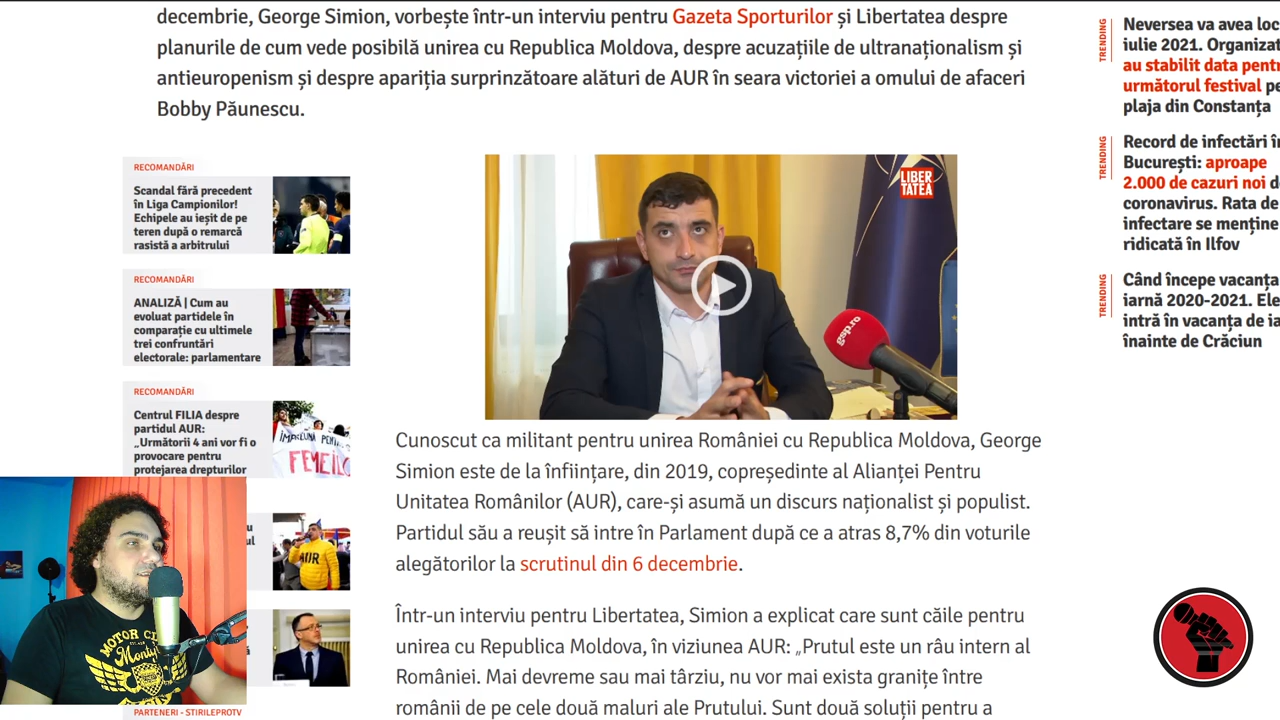 decembrie, George Simion, vorbește într-un interviu pentru Gazeta Sporturilor și Libertatea despre
planurile de cum vede posibilă unirea cu Republica Moldova, despre acuzațiile de ultranaționalism și
antieuropenism și despre apariția surprinzătoare alături de AUR în seara victoriei a omului de afaceri
Bobby Păunescu.
RECOMANDĂRI
Scandal fără precedent
în Liga Campionilor!
Echipele au ieșit de pe
teren după o remarcă
rasistă a arbitrului
RECOMANDĂRI
ANALIZĂ | Cum au
evoluat partidele în
comparație cu ultimele
trei confruntări
electorale: parlamentare
RECOMANDĂRI
Centrul FILIA despre
partidul AUR:
„Următorii 4 ani vor fi o
provocare pentru
protejarea drepturilor
ÎMPREUNĂ PENTR
FEMEIL
AUR
PARTENERI - STIRILEPROTV
MOTOR CI
Monty
LIBER
TATEA
gsp.ro
Cunoscut ca militant pentru unirea României cu Republica Moldova, George
Simion este de la înființare, din 2019, copreședinte al Alianței Pentru
Unitatea Românilor (AUR), care-și asumă un discurs naționalist și populist.
Partidul său a reușit să intre în Parlament după ce a atras 8,7% din voturile
alegătorilor la scrutinul din 6 decembrie.
Într-un interviu pentru Libertatea, Simion a explicat care sunt căile pentru
unirea cu Republica Moldova, în viziunea AUR: „Prutul este un râu intern al
României. Mai devreme sau mai târziu, nu vor mai exista granițe între
românii de pe cele două maluri ale Prutului. Sunt două soluții pentru a
TRENDING
Neversea va avea loc
iulie 2021. Organizat
au stabilit data pentr
următorul festival pe
plaja din Constanța
TRENDING
Record de infectări în
București: aproape
2.000 de cazuri noi d
coronavirus. Rata de
infectare se menține
ridicată în Ilfov
TRENDING
Când începe vacanța
iarnă 2020-2021. Ele
intră în vacanța de ia
înainte de Crăciun